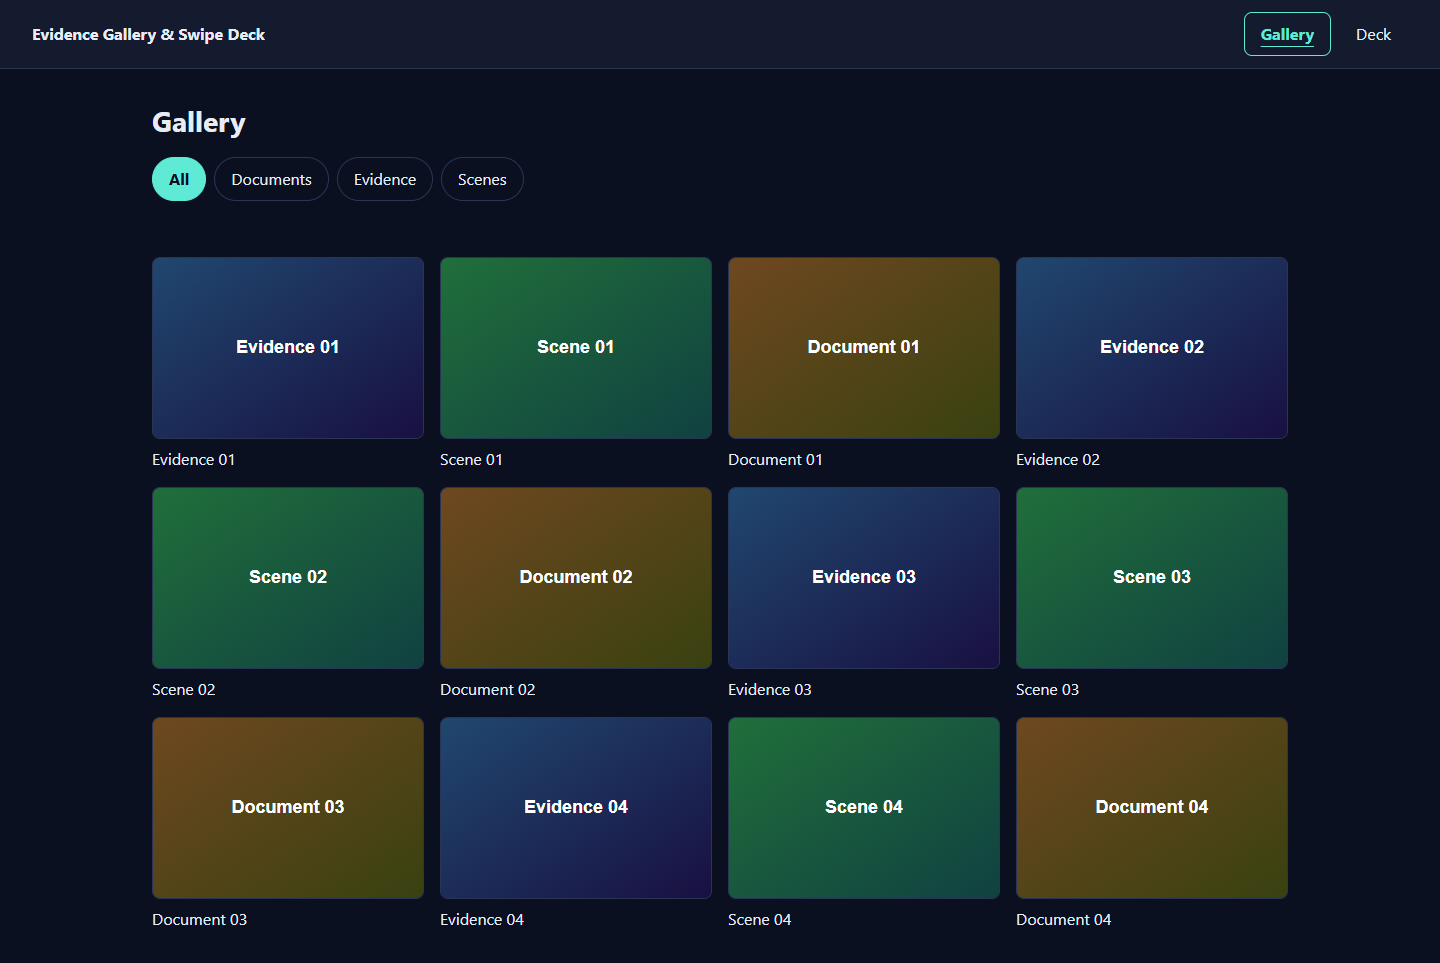 Evidence Gallery & Swipe Deck
Gallery
Deck
Gallery
All
Documents
Evidence
Scenes
Evidence 01
Scene 01
Document 01
Evidence 02
Evidence 01
Scene 01
Document 01
Evidence 02
Scene 02
Document 02
Evidence 03
Scene 03
Scene 02
Document 02
Evidence 03
Scene 03
Document 03
Evidence 04
Scene 04
Document 04
Document 03
Evidence 04
Scene 04
Document 04